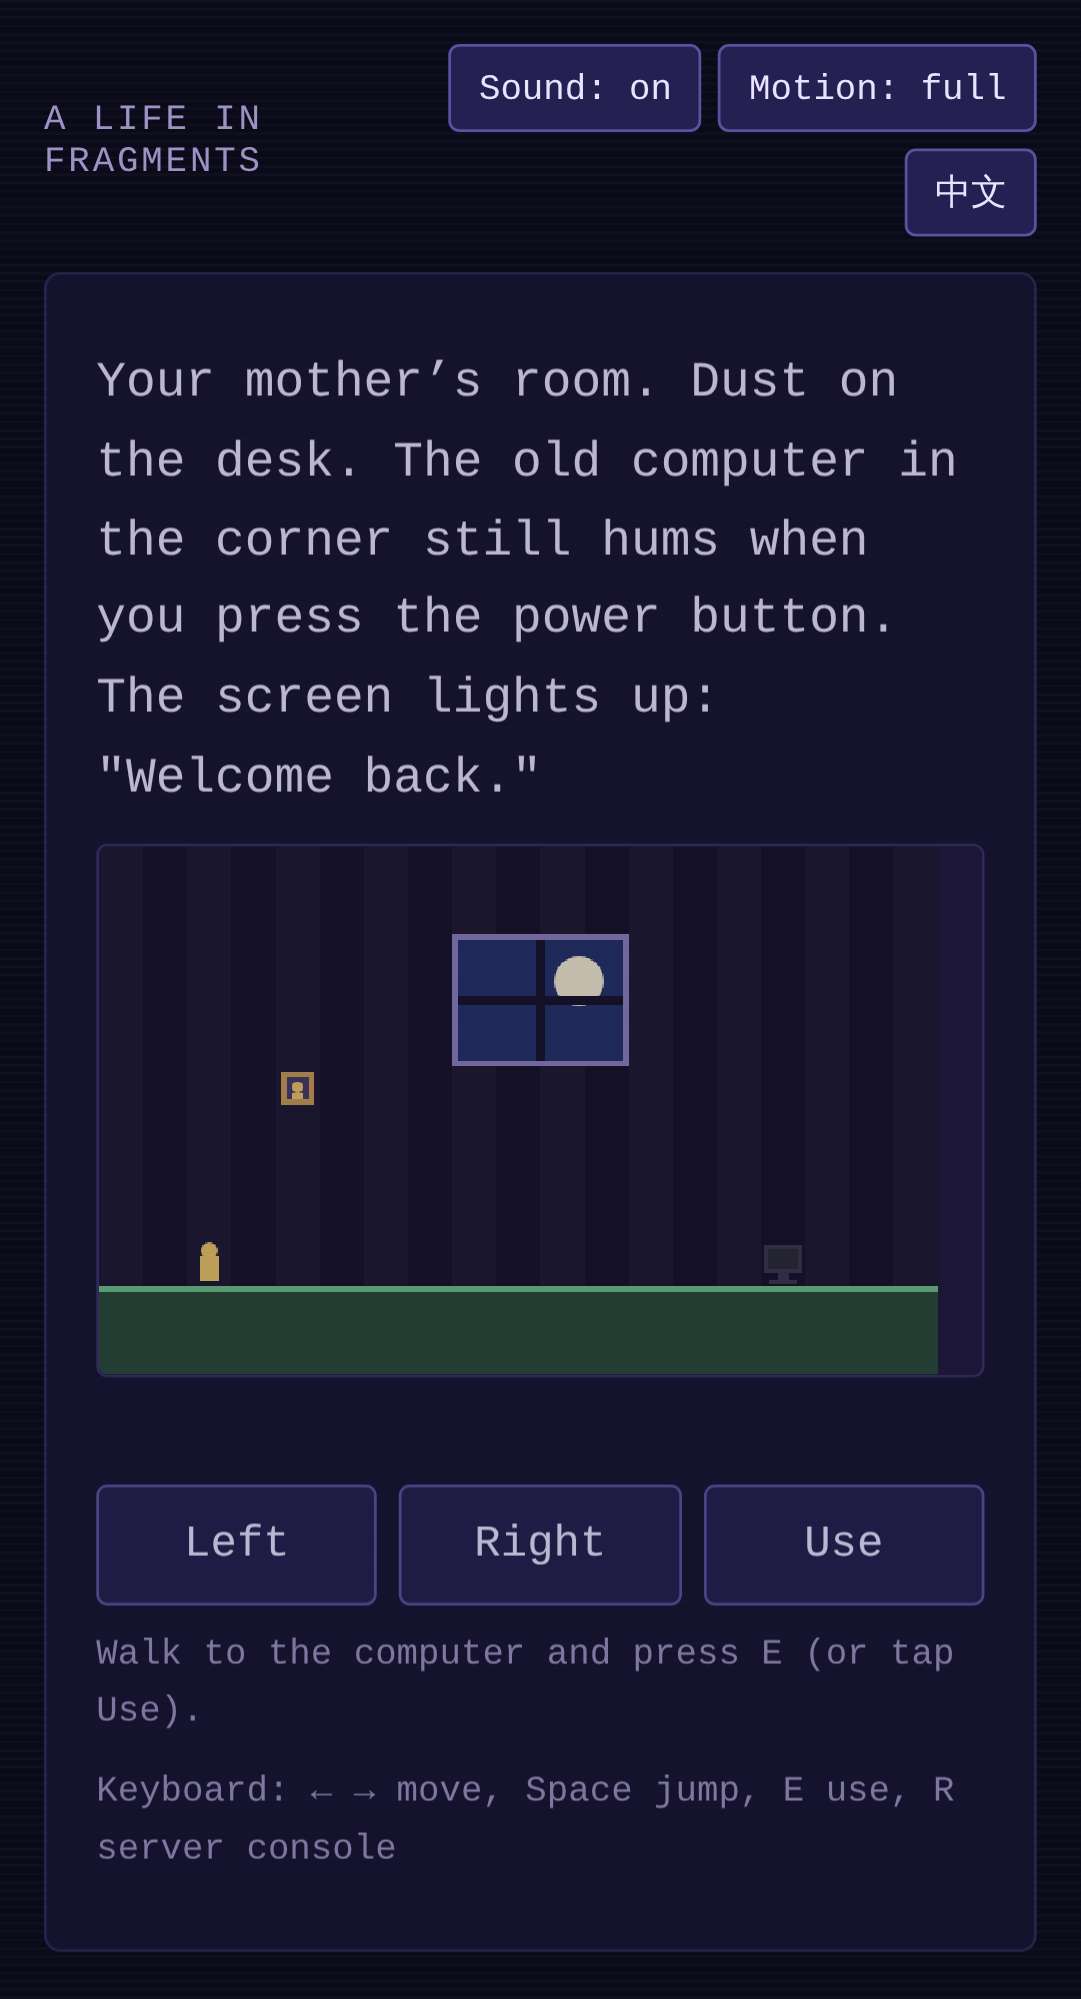 A LIFE IN
FRAGMENTS
Sound: on
Motion: full
中文
Your mother’s room. Dust on
the desk. The old computer in
the corner still hums when
you press the power button.
The screen lights up:
"Welcome back."
Left
Right
Use
Walk to the computer and press E (or tap
Use).
Keyboard: ← → move, Space jump, E use, R
server console